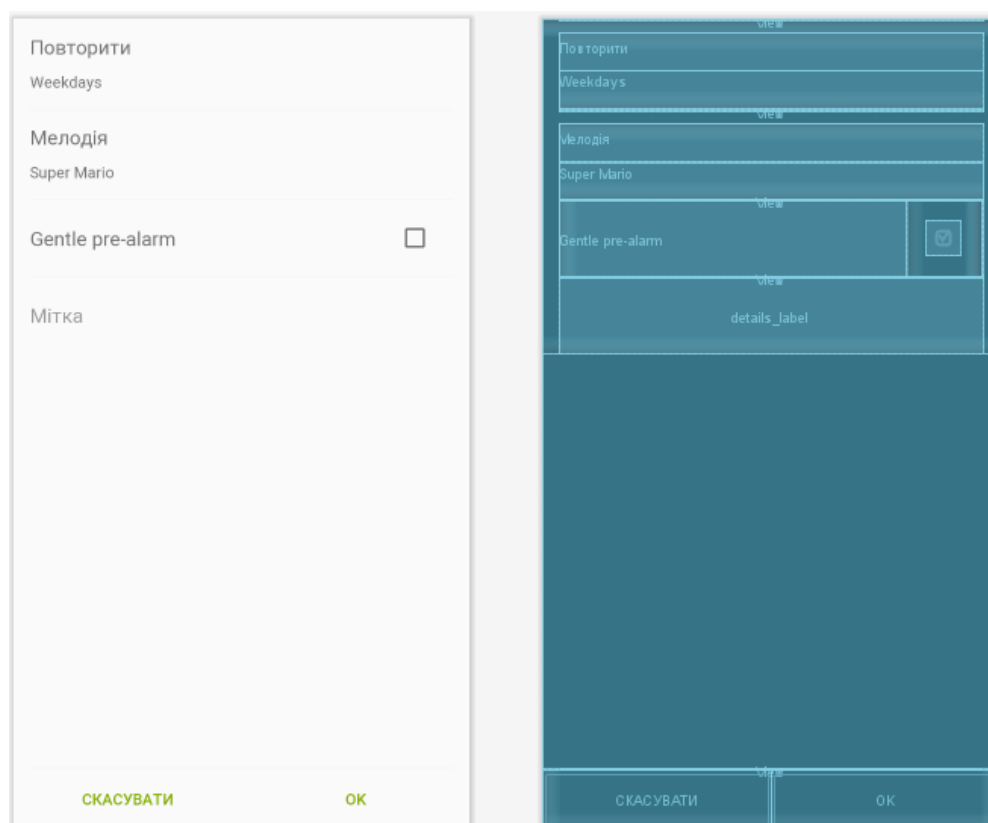 Повторити
Weekdays
Мелодія
Super Mario
Gentle pre-alarm
Мітка
СКАСУВАТИ OK
View
Повторити
Weekdays
View
Мелодія
Super Mario
View
Gentle pre-alarm
View
details_label
View
СКАСУВАТИ OK